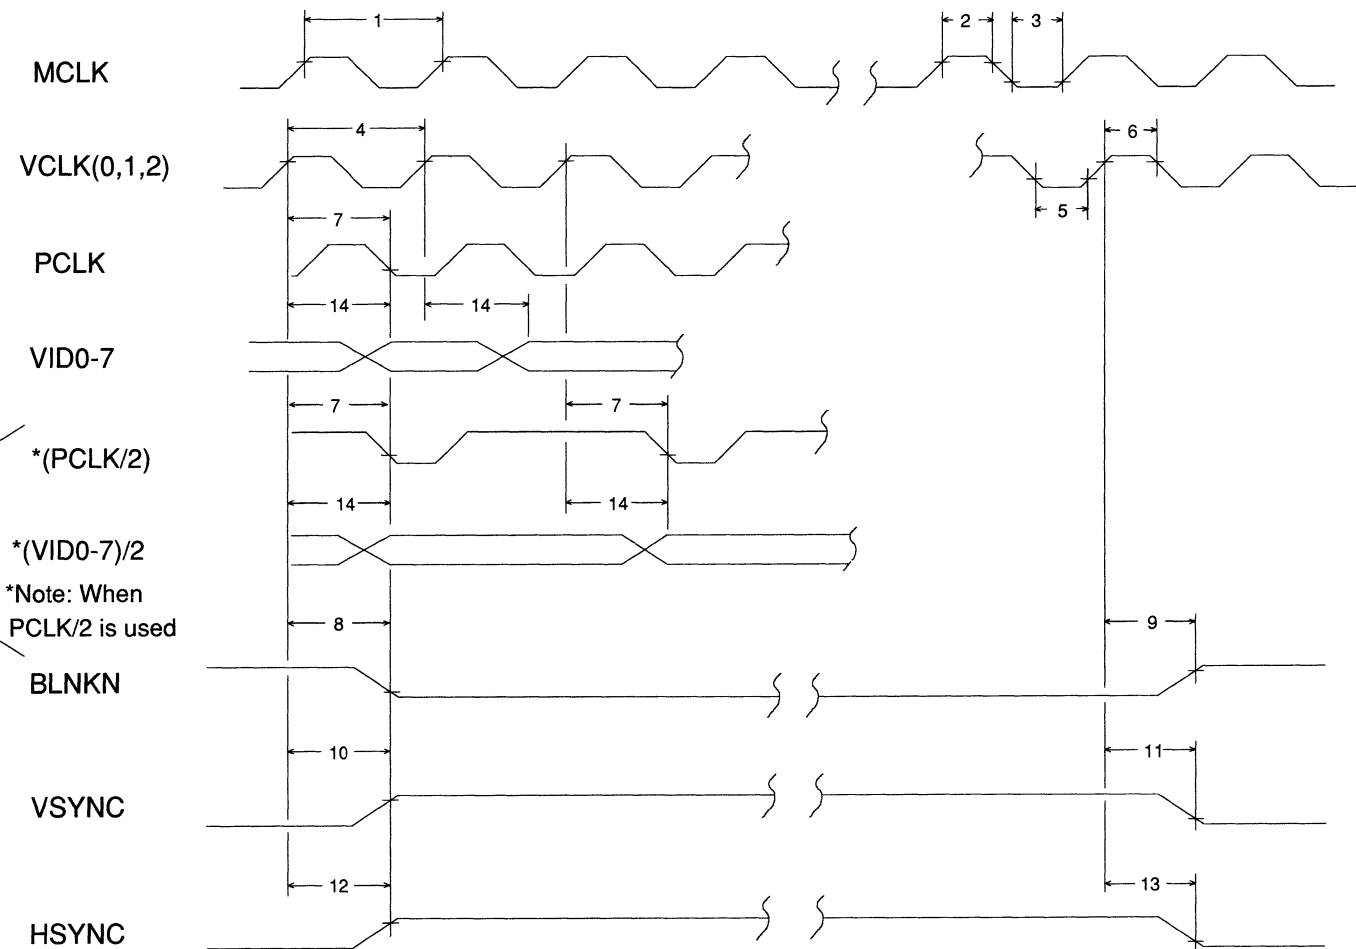 1
2
3
MCLK
4
6
VCLK(0,1,2)
5
7
PCLK
14
14
VID0-7
7
7
*(PCLK/2)
14
14
*(VID0-7)/2
*Note: When
PCLK/2 is used
8
9
BLNKN
10
11
VSYNC
12
13
HSYNC